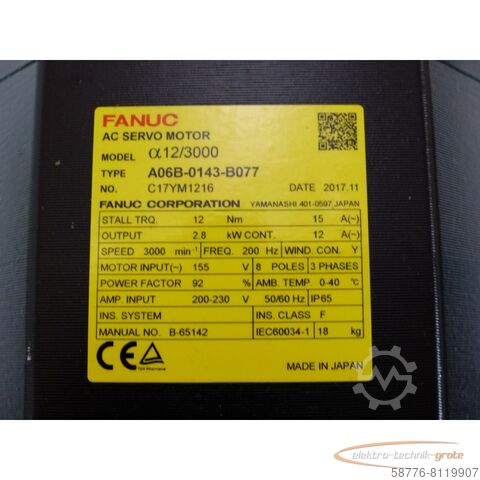 FANUC
AC SERVO MOTOR
MODEL α12/3000
TYPE A06B-0143-B077
NO. C17YM1216 DATE 2017.11
FANUC CORPORATION YAMANASHI 401-0597, JAPAN
STALL TRQ. 12 Nm 15 A(~)
OUTPUT 2.8 kW CONT. 12 A(~)
SPEED 3000 min⁻¹ FREQ. 200 Hz WIND. CON. Y
MOTOR INPUT(~) 155 V 8 POLES 3 PHASES
POWER FACTOR 92 % AMB. TEMP. 0-40 ℃
AMP. INPUT 200-230 V 50/60 Hz IP65
INS. SYSTEM INS. CLASS F
MANUAL NO. B-65142 IEC60034-1 18 kg
CE TÜV Rheinland
MADE IN JAPAN
elektro-technik-grote
58776-8119907